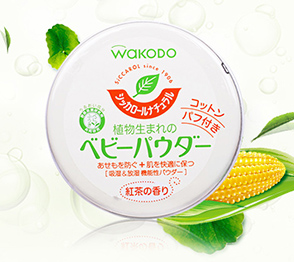 WAKODO
SICCAROL since 1906
シッカロールナチュラル
コットン
パフ付き
植物生まれの
ベビーパウダー
あせもを防ぐ+肌を快適に保つ
[吸湿&放湿 機能性パウダー]
紅茶の香り